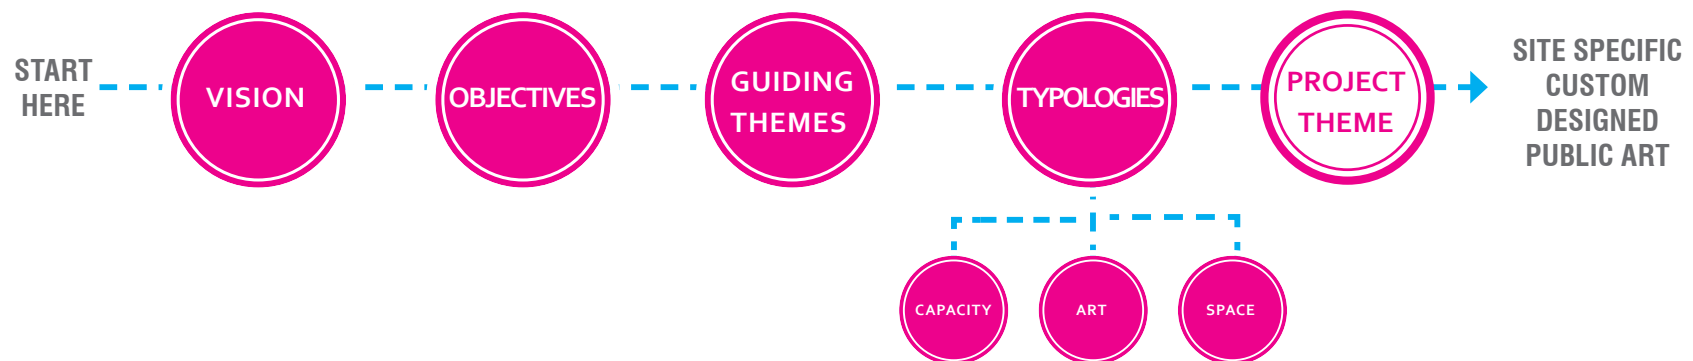 START
HERE
VISION
OBJECTIVES
GUIDING
THEMES
TYPOLOGIES
PROJECT
THEME
SITE SPECIFIC
CUSTOM
DESIGNED
PUBLIC ART
CAPACITY
ART
SPACE